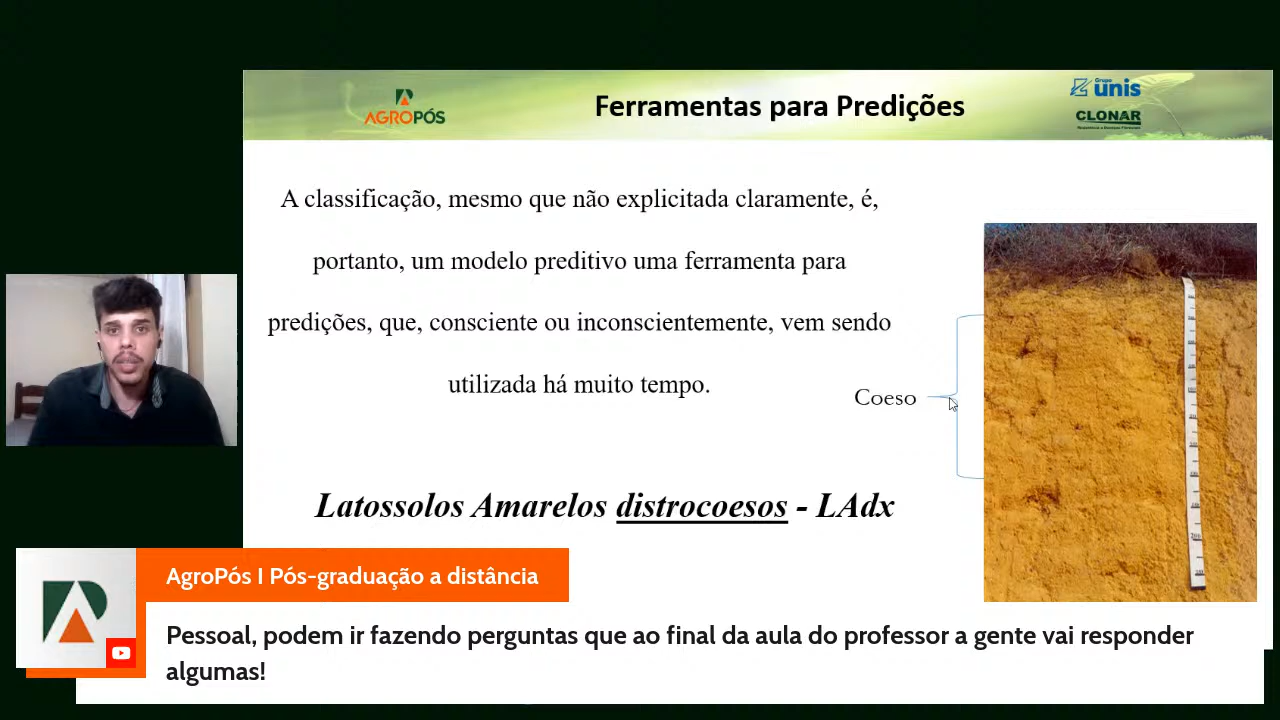 AGROPÓS
Ferramentas para Predições
Grupo
unis
CLONAR
A classificação, mesmo que não explicitada claramente, é,
portanto, um modelo preditivo uma ferramenta para
predições, que, consciente ou inconscientemente, vem sendo
utilizada há muito tempo.
Coeso
Latossolos Amarelos distrocoesos - LAdx
AgroPós I Pós-graduação a distância
Pessoal, podem ir fazendo perguntas que ao final da aula do professor a gente vai responder
algumas!